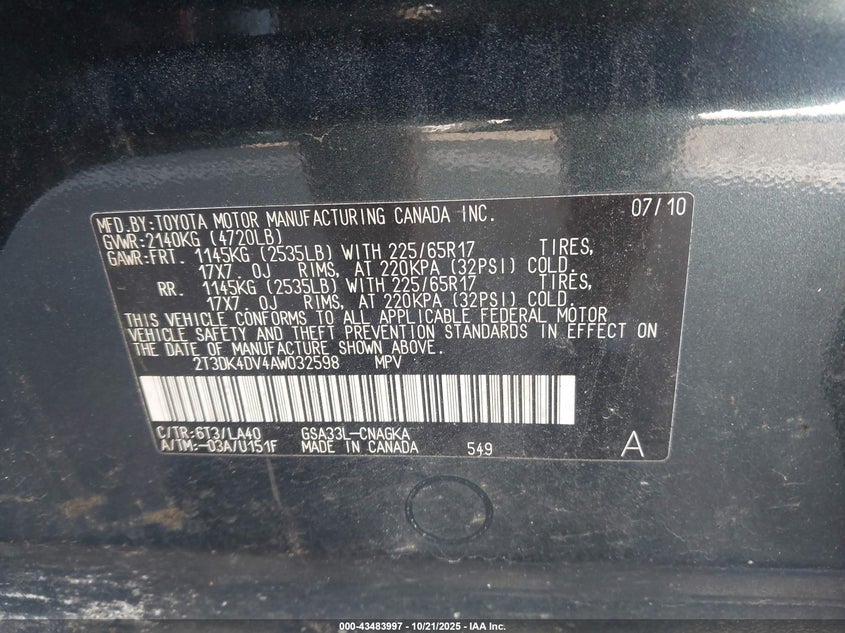 MFD.BY:TOYOTA MOTOR MANUFACTURING CANADA INC. 07/10
GVWR:2140KG (4720LB)
GAWR:FRT. 1145KG (2535LB) WITH 225/65R17 TIRES,
17X7.0J RIMS, AT 220KPA (32PSI) COLD.
RR. 1145KG (2535LB) WITH 225/65R17 TIRES,
17X7.0J RIMS, AT 220KPA (32PSI) COLD.
THIS VEHICLE CONFORMS TO ALL APPLICABLE FEDERAL MOTOR
VEHICLE SAFETY AND THEFT PREVENTION STANDARDS IN EFFECT ON
THE DATE OF MANUFACTURE SHOWN ABOVE.
2T3DK4DV4AW032598 MPV
C/TR:6T3/LA40 GSA33L-CNAGKA
A/TM:-03A/U151F MADE IN CANADA 549 A
000-43483997 - 10/21/2025 - IAA Inc.